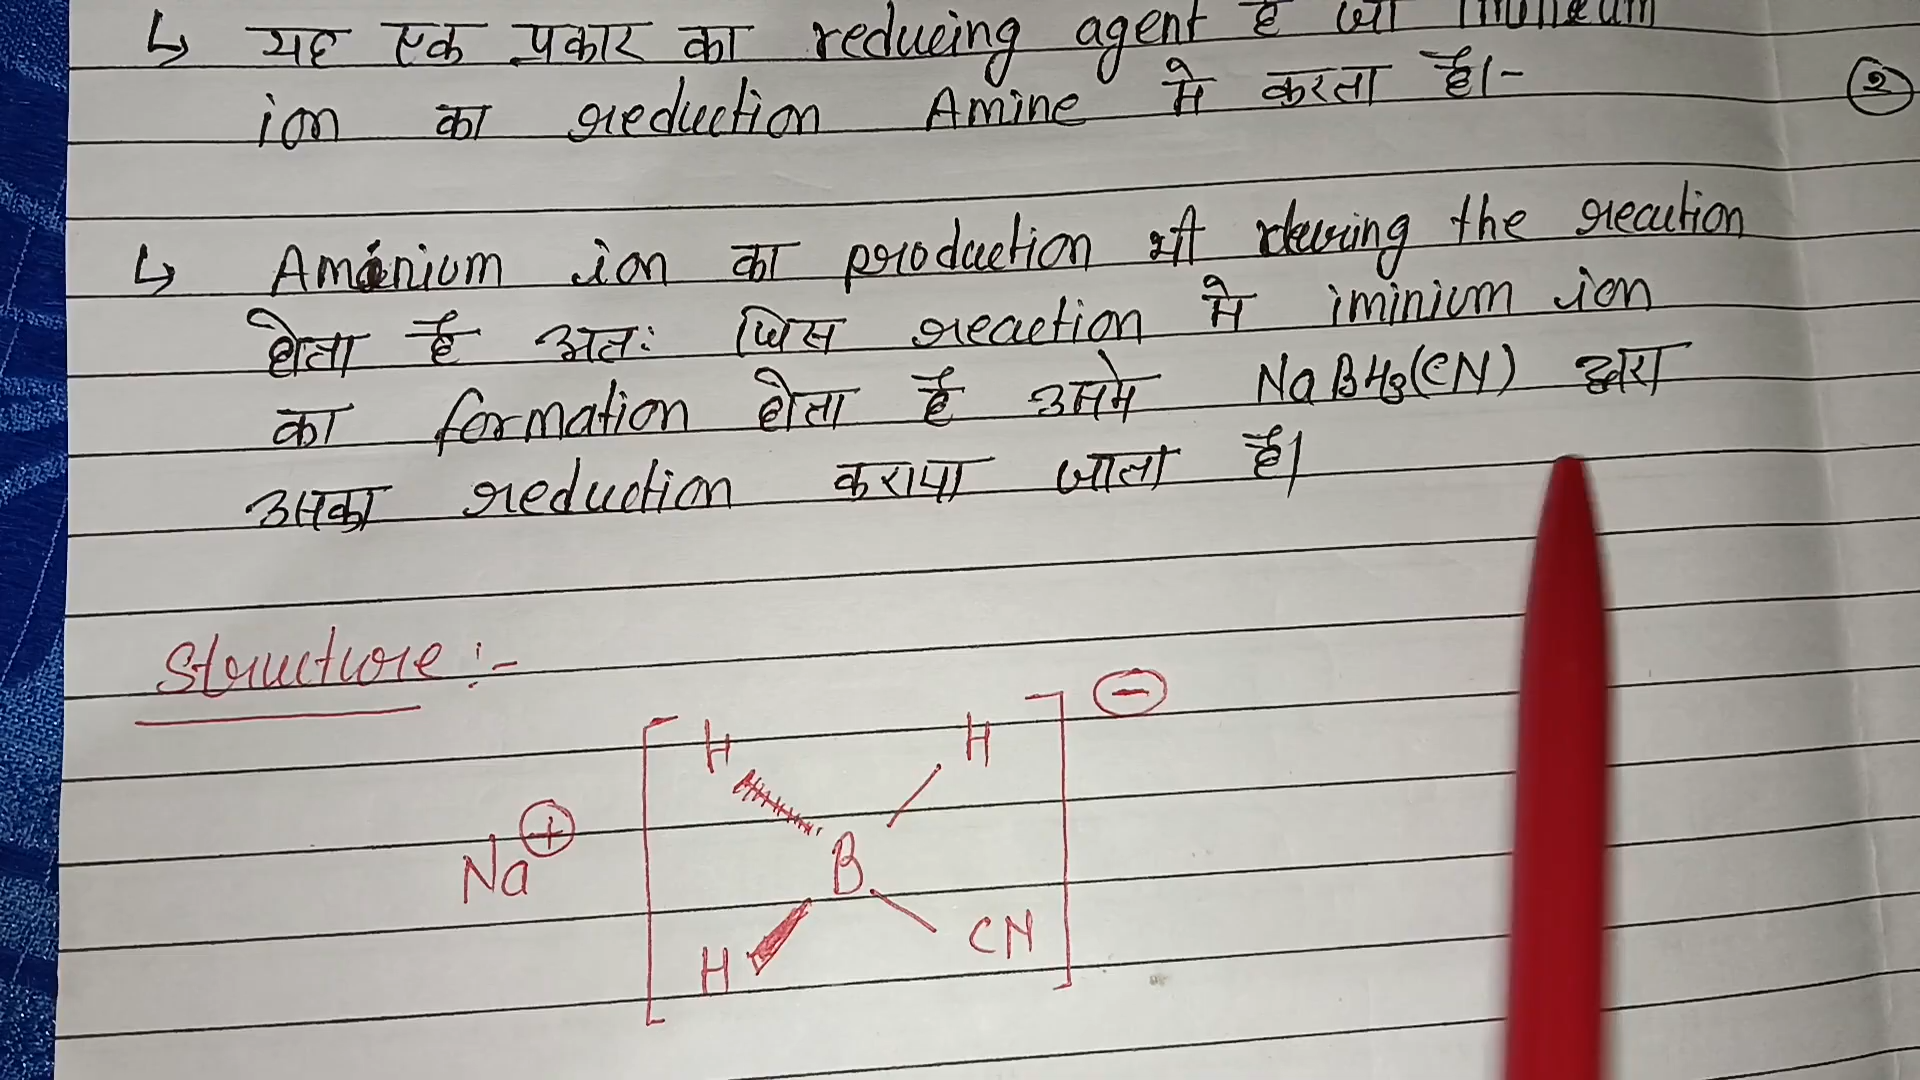 ↳ यह एक प्रकार का reducing agent है जो
ion का reduction Amine मे करता है।-
②
↳ Aminium ion का production भी during the reaction
होता है अतः जिस reaction मे iminium ion
का formation होता है उसमे NaBH3(CN) द्वारा
उसका reduction कराया जाता है।
Structure :-
H H ⊖
Na⊕ B
H CN